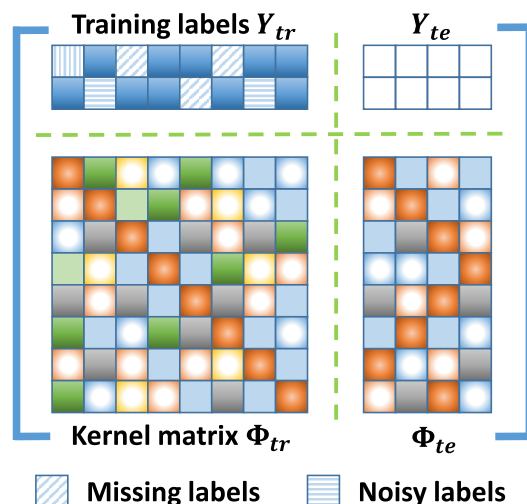 Training labels Y_tr
Y_te
Kernel matrix Φ_tr
Φ_te
Missing labels
Noisy labels